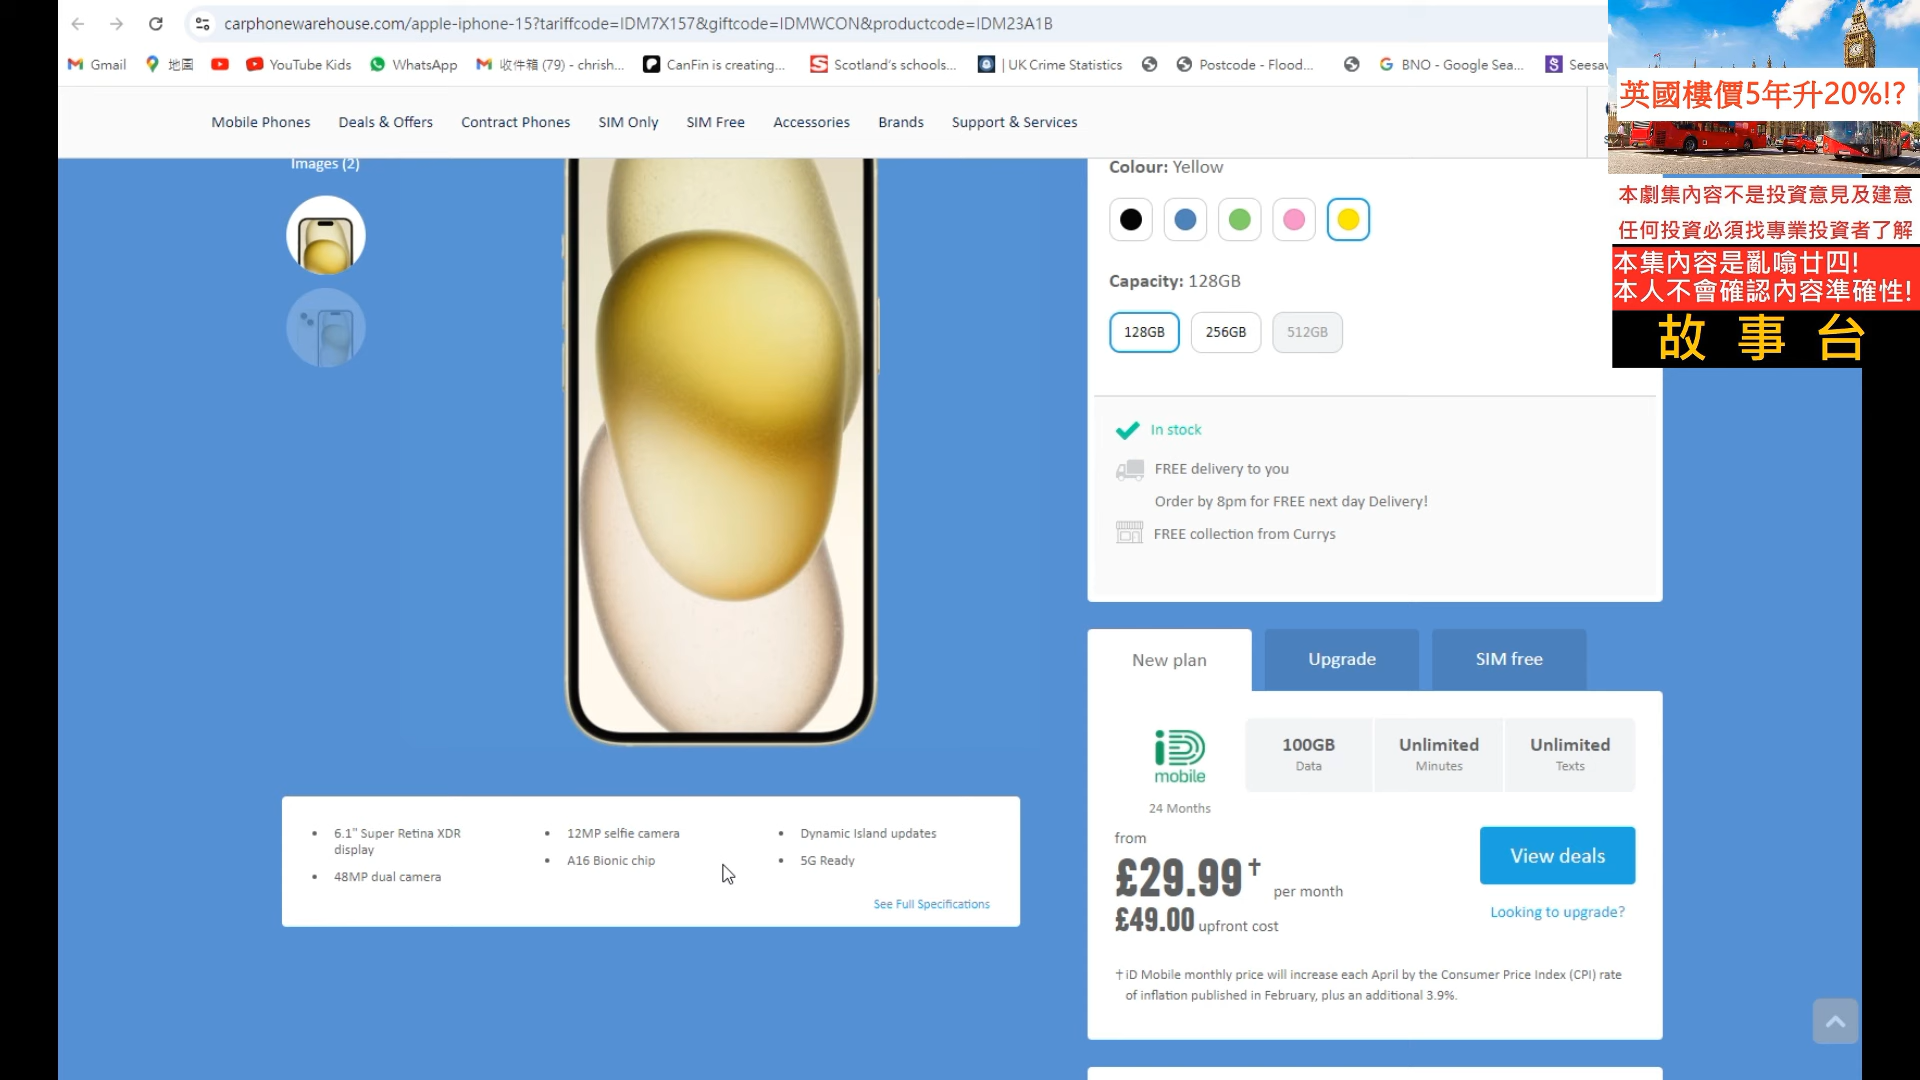 carphonewarehouse.com/apple-iphone-15?tariffcode=IDM7X157&giftcode=IDMWCON&productcode=IDM23A1B
Gmail
地圖
YouTube Kids
WhatsApp
收件箱 (79) - chrish...
CanFin is creating...
Scotland's schools...
| UK Crime Statistics
Postcode - Flood...
BNO - Google Sea...
英國樓價5年升20%!?
本劇集內容不是投資意見及建意
任何投資必須找專業投資者了解
本集內容是亂噏廿四!
本人不會確認內容準確性!
故 事 台
Mobile Phones
Deals & Offers
Contract Phones
SIM Only
SIM Free
Accessories
Brands
Support & Services
Images (2)
Colour: Yellow
Capacity: 128GB
128GB
256GB
512GB
In stock
FREE delivery to you
Order by 8pm for FREE next day Delivery!
FREE collection from Currys
New plan
Upgrade
SIM free
iD
mobile
24 Months
100GB
Data
Unlimited
Minutes
Unlimited
Texts
from
£29.99† per month
£49.00 upfront cost
View deals
Looking to upgrade?
†iD Mobile monthly price will increase each April by the Consumer Price Index (CPI) rate
of inflation published in February, plus an additional 3.9%.
• 6.1" Super Retina XDR
display
• 48MP dual camera
• 12MP selfie camera
• A16 Bionic chip
• Dynamic Island updates
• 5G Ready
See Full Specifications